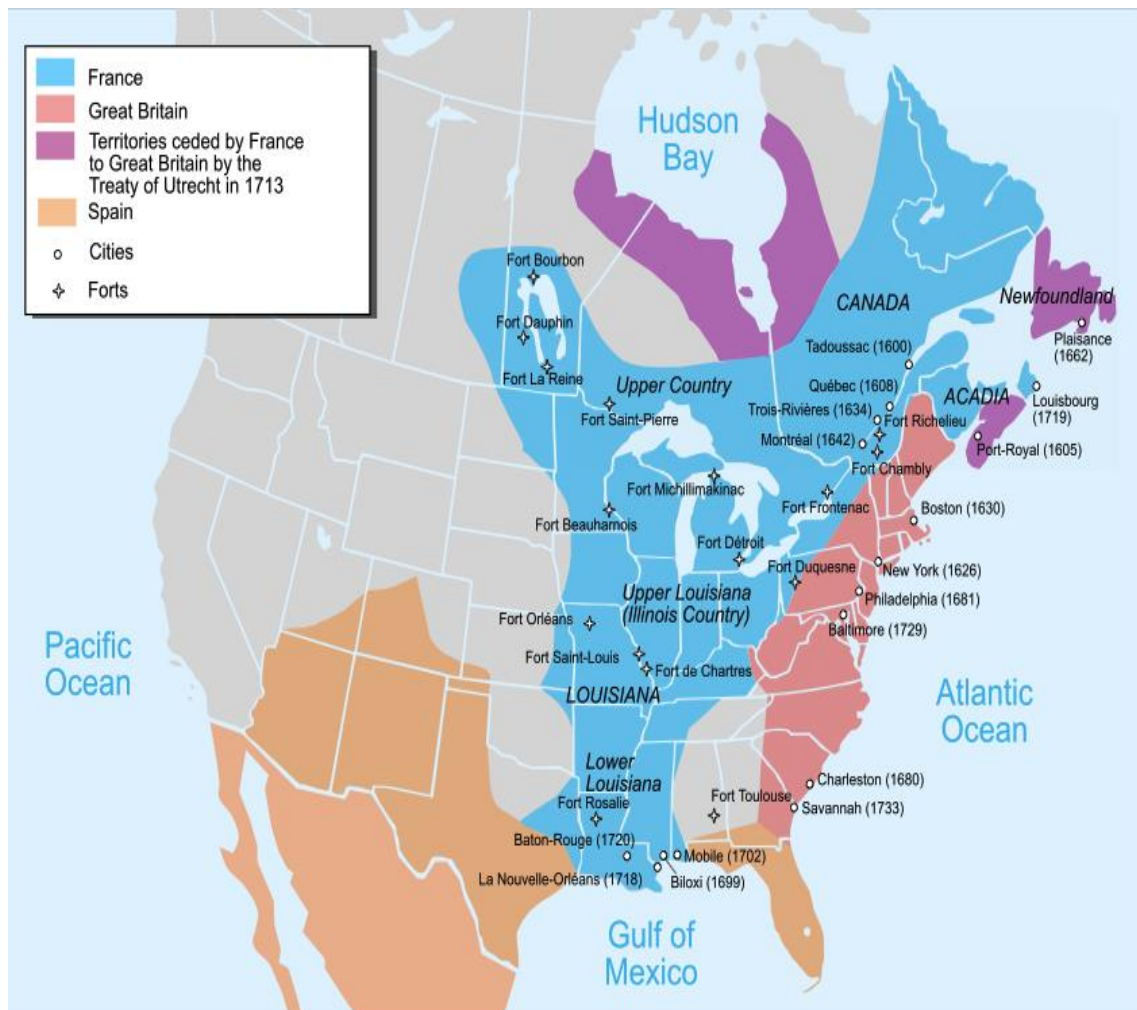 France
Great Britain
Territories ceded by France
to Great Britain by the
Treaty of Utrecht in 1713
Spain
Cities
Forts
Hudson
Bay
Fort Bourbon
Fort Dauphin
Fort La Reine
Upper Country
Fort Saint-Pierre
CANADA
Newfoundland
Plaisance
(1662)
Tadoussac (1600)
Québec (1608)
ACADIA
Louisbourg
(1719)
Trois-Rivières (1634)
Fort Richelieu
Montréal (1642)
Port-Royal (1605)
Fort Chambly
Fort Michillimakinac
Fort Frontenac
Boston (1630)
Fort Beauharnois
Fort Détroit
New York (1626)
Fort Duquesne
Philadelphia (1681)
Upper Louisiana
(Illinois Country)
Baltimore (1729)
Fort Orléans
Fort Saint-Louis
Fort de Chartres
LOUISIANA
Pacific
Ocean
Atlantic
Ocean
Lower
Louisiana
Charleston (1680)
Fort Toulouse
Savannah (1733)
Fort Rosalie
Baton-Rouge (1720)
Mobile (1702)
La Nouvelle-Orléans (1718)
Biloxi (1699)
Gulf of
Mexico